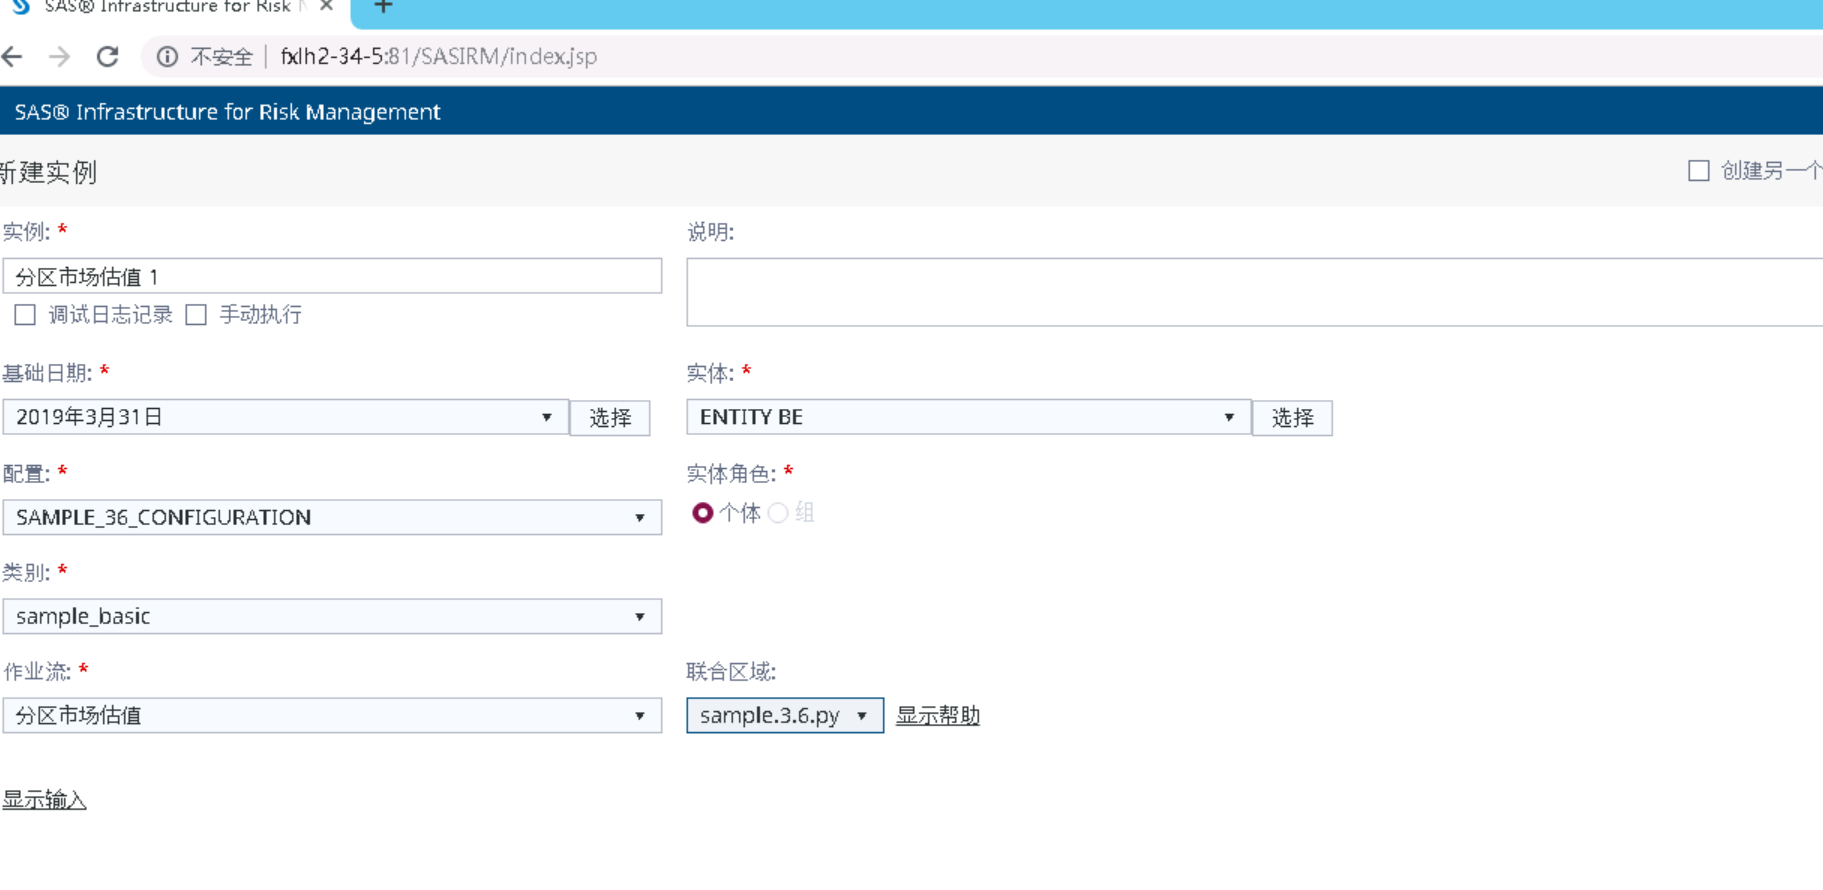 SAS® Infrastructure for Risk
不安全 | fxlh2-34-5:81/SASIRM/index.jsp
SAS® Infrastructure for Risk Management
新建实例
创建另一个
实例: *
说明:
分区市场估值 1
调试日志记录 手动执行
基础日期: *
实体: *
2019年3月31日 选择
ENTITY BE 选择
配置: *
实体角色: *
SAMPLE_36_CONFIGURATION
个体 组
类别: *
sample_basic
作业流: *
联合区域:
分区市场估值
sample.3.6.py 显示帮助
显示输入